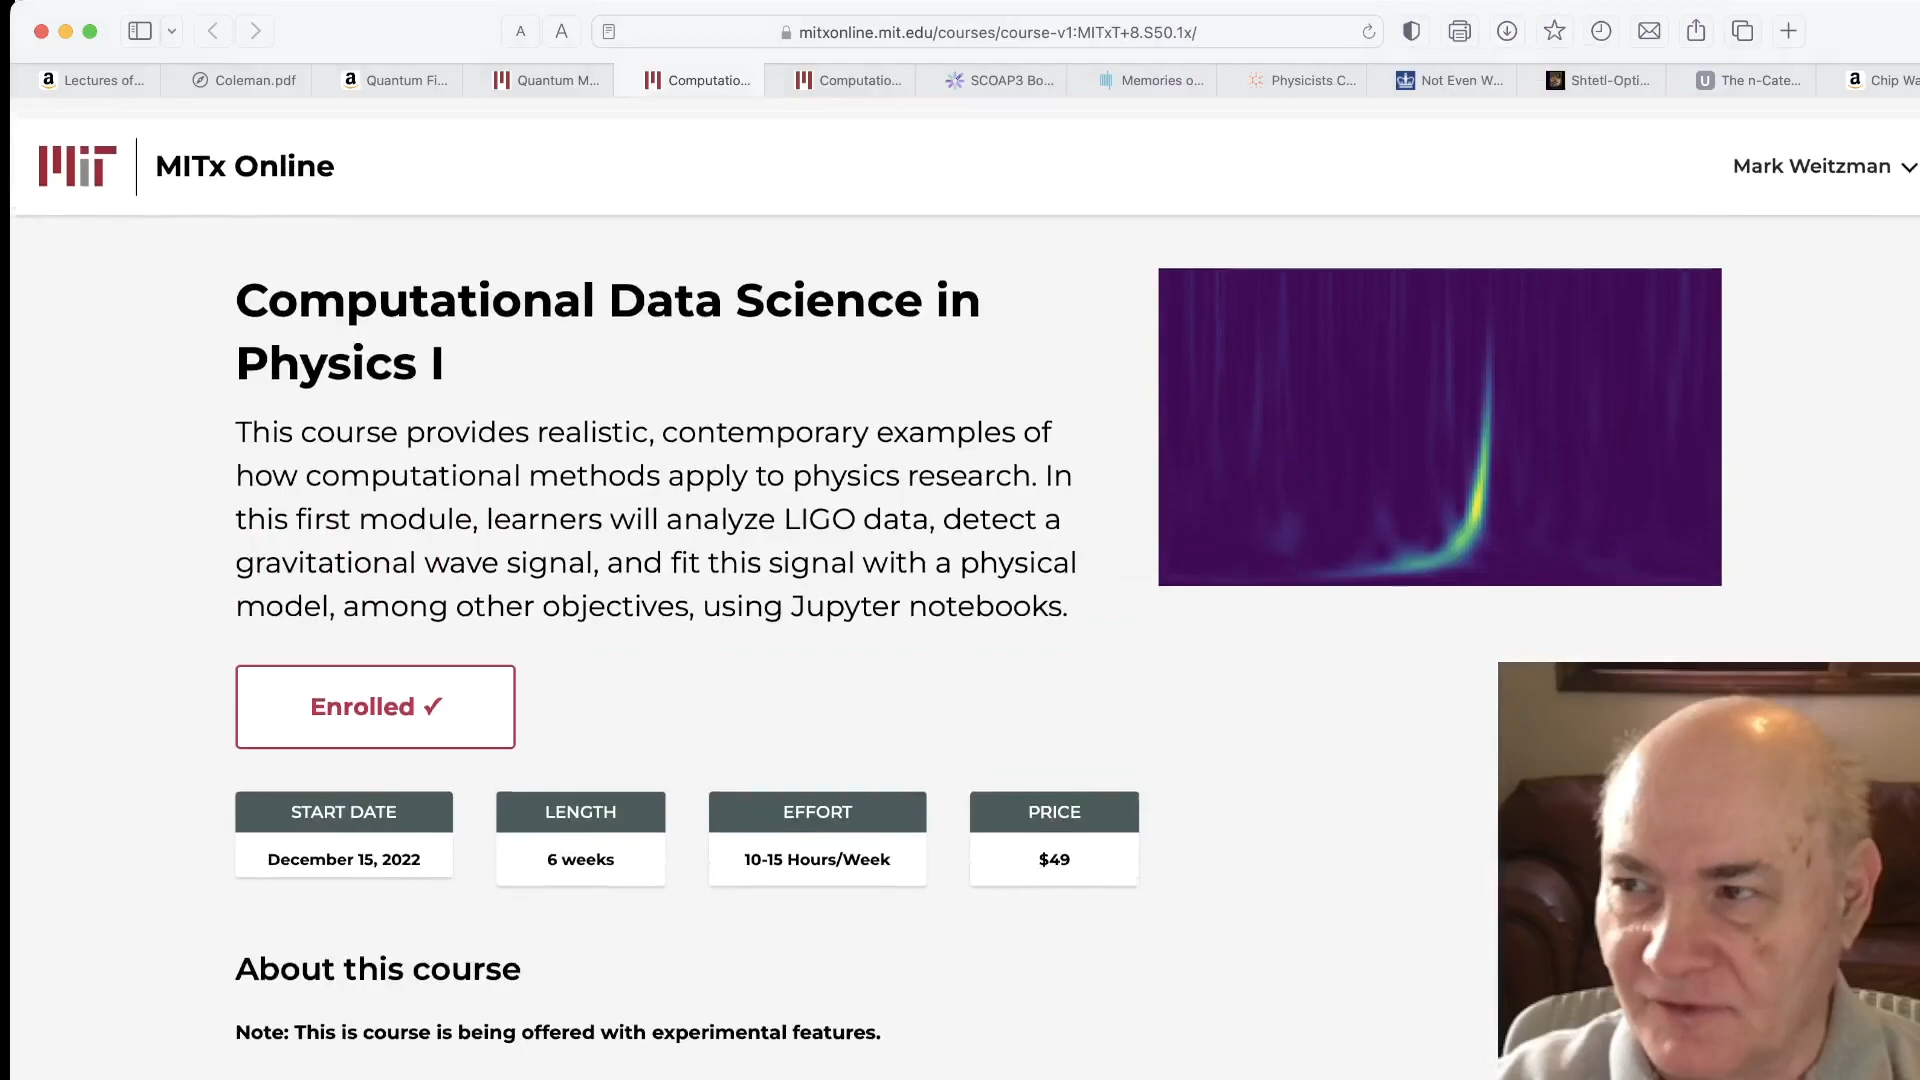 A A mitxonline.mit.edu/courses/course-v1:MITxT+8.S50.1x/
Lectures of... Coleman.pdf Quantum Fi... Quantum M... Computatio... Computatio... SCOAP3 Bo... Memories o... Physicists C... Not Even W... Shtetl-Opti... The n-Cate... Chip Wa
MIT MITx Online Mark Weitzman
Computational Data Science in
Physics I
This course provides realistic, contemporary examples of
how computational methods apply to physics research. In
this first module, learners will analyze LIGO data, detect a
gravitational wave signal, and fit this signal with a physical
model, among other objectives, using Jupyter notebooks.
Enrolled ✓
START DATE LENGTH EFFORT PRICE
December 15, 2022 6 weeks 10-15 Hours/Week $49
About this course
Note: This is course is being offered with experimental features.